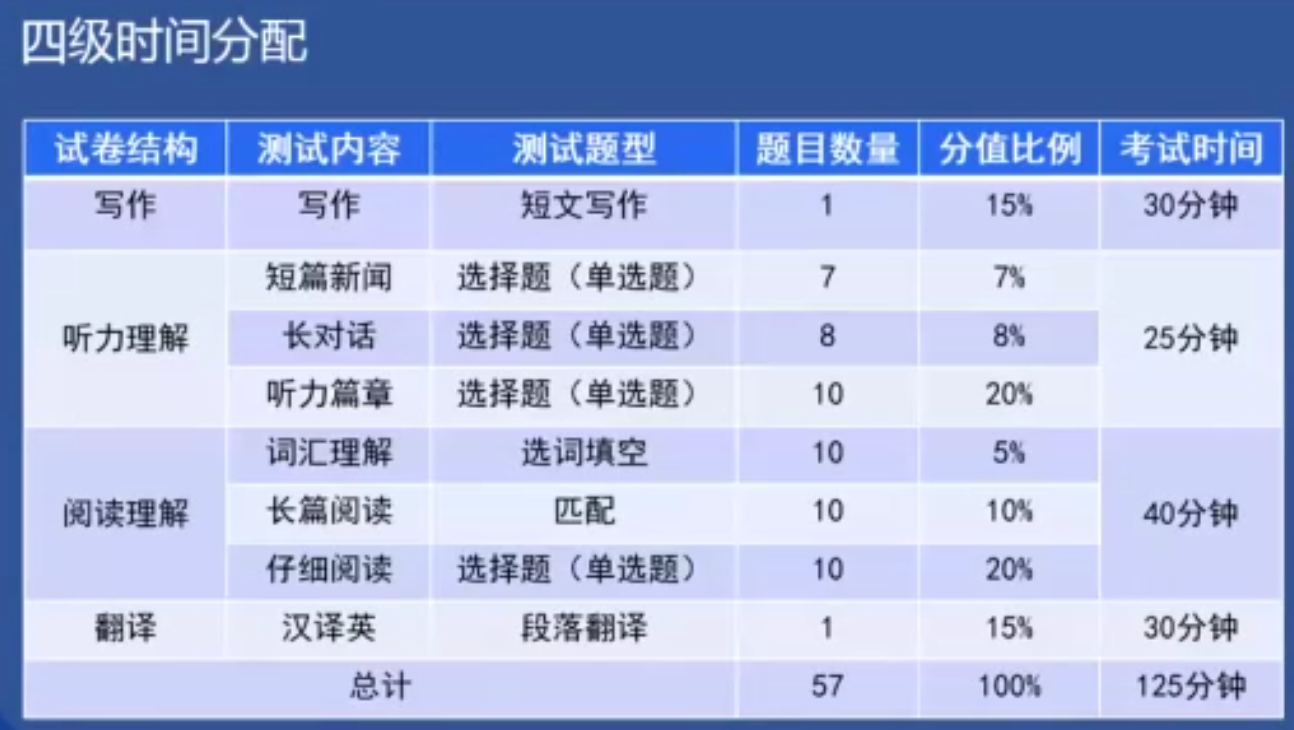 四级时间分配
试卷结构 测试内容 测试题型 题目数量 分值比例 考试时间
写作 写作 短文写作 1 15% 30分钟
短篇新闻 选择题（单选题） 7 7%
听力理解 长对话 选择题（单选题） 8 8% 25分钟
听力篇章 选择题（单选题） 10 20%
词汇理解 选词填空 10 5%
阅读理解 长篇阅读 匹配 10 10% 40分钟
仔细阅读 选择题（单选题） 10 20%
翻译 汉译英 段落翻译 1 15% 30分钟
总计 57 100% 125分钟